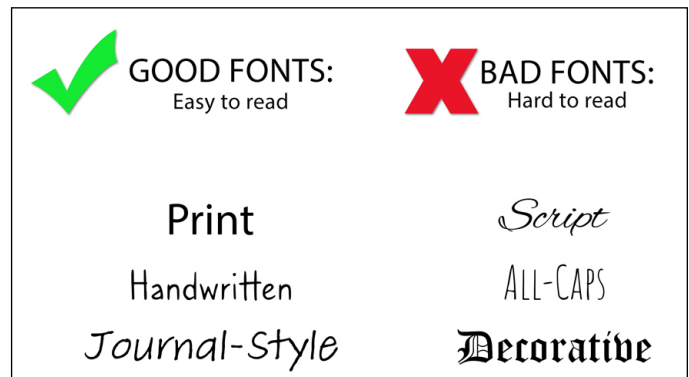 GOOD FONTS:
Easy to read
Print
Handwritten
Journal-Style
BAD FONTS:
Hard to read
Script
ALL-CAPS
Decorative